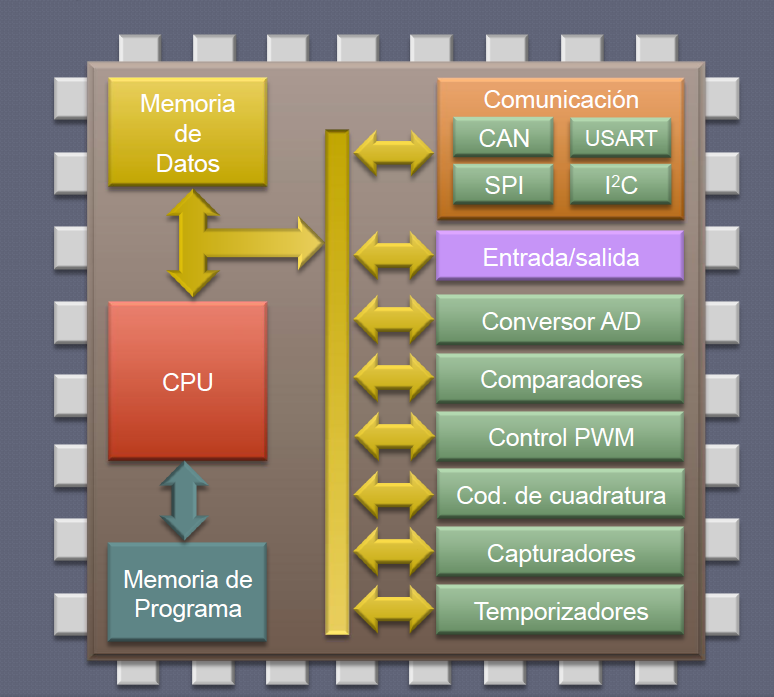 Memoria
de
Datos
CPU
Memoria de
Programa
Comunicación
CAN
USART
SPI
I²C
Entrada/salida
Conversor A/D
Comparadores
Control PWM
Cod. de cuadratura
Capturadores
Temporizadores